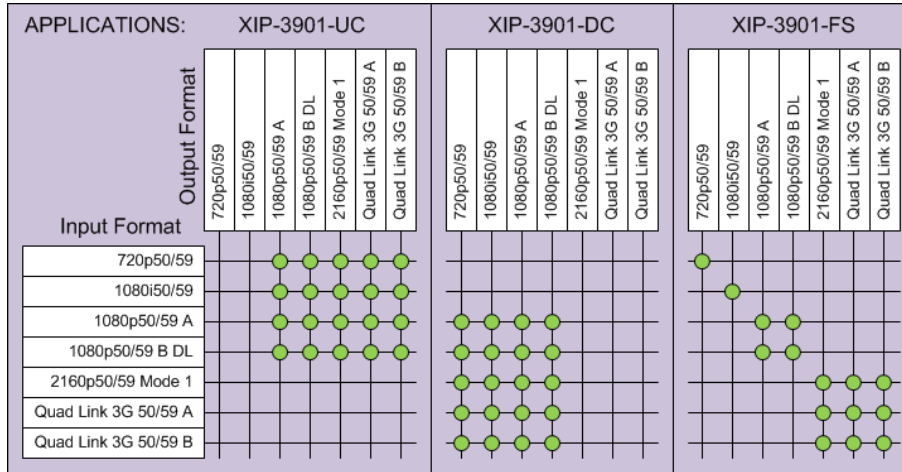 APPLICATIONS:
XIP-3901-UC
XIP-3901-DC
XIP-3901-FS
Output Format
720p50/59
1080i50/59
1080p50/59 A
1080p50/59 B DL
2160p50/59 Mode 1
Quad Link 3G 50/59 A
Quad Link 3G 50/59 B
720p50/59
1080i50/59
1080p50/59 A
1080p50/59 B DL
2160p50/59 Mode 1
Quad Link 3G 50/59 A
Quad Link 3G 50/59 B
720p50/59
1080i50/59
1080p50/59 A
1080p50/59 B DL
2160p50/59 Mode 1
Quad Link 3G 50/59 A
Quad Link 3G 50/59 B
Input Format
720p50/59
1080i50/59
1080p50/59 A
1080p50/59 B DL
2160p50/59 Mode 1
Quad Link 3G 50/59 A
Quad Link 3G 50/59 B